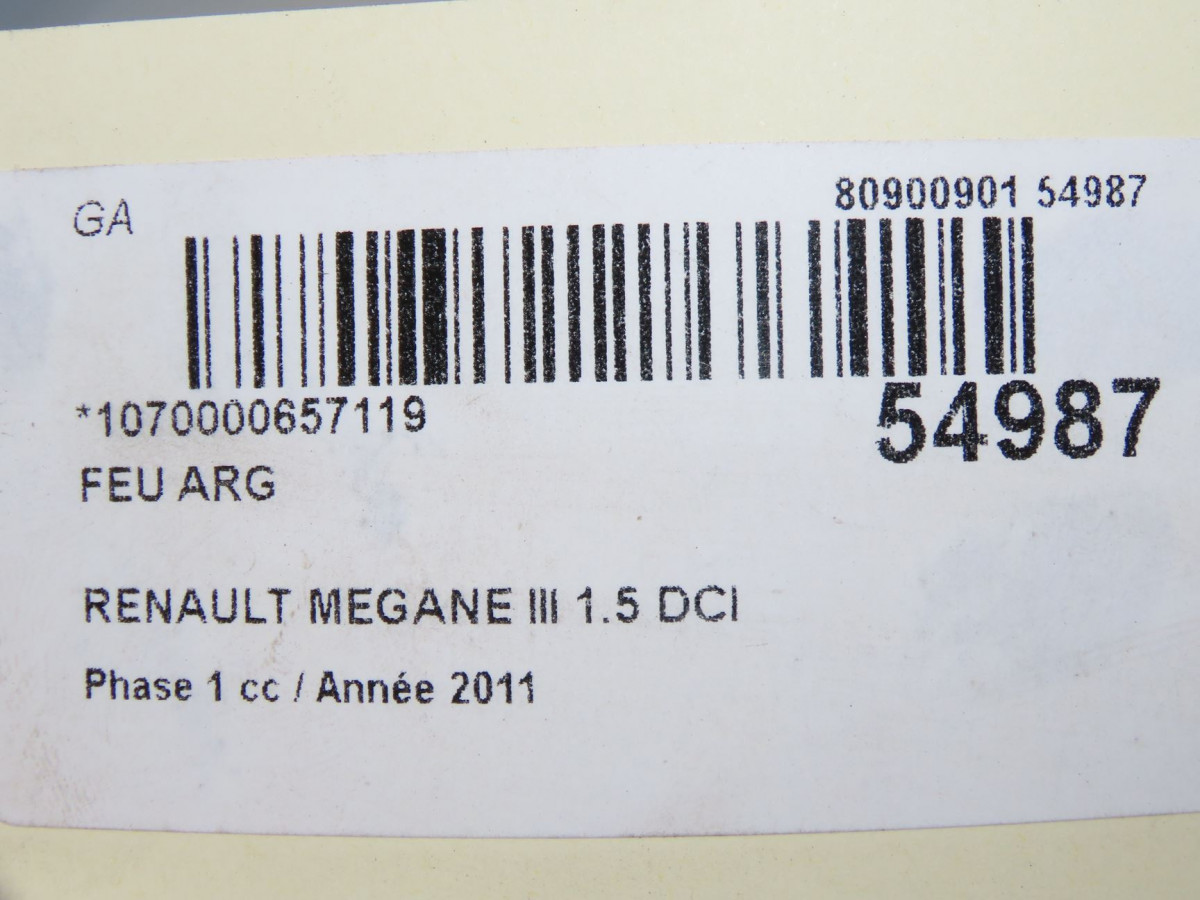 GA
80900901 54987
*1070000657119
54987
FEU ARG
RENAULT MEGANE III 1.5 DCI
Phase 1 cc / Année 2011